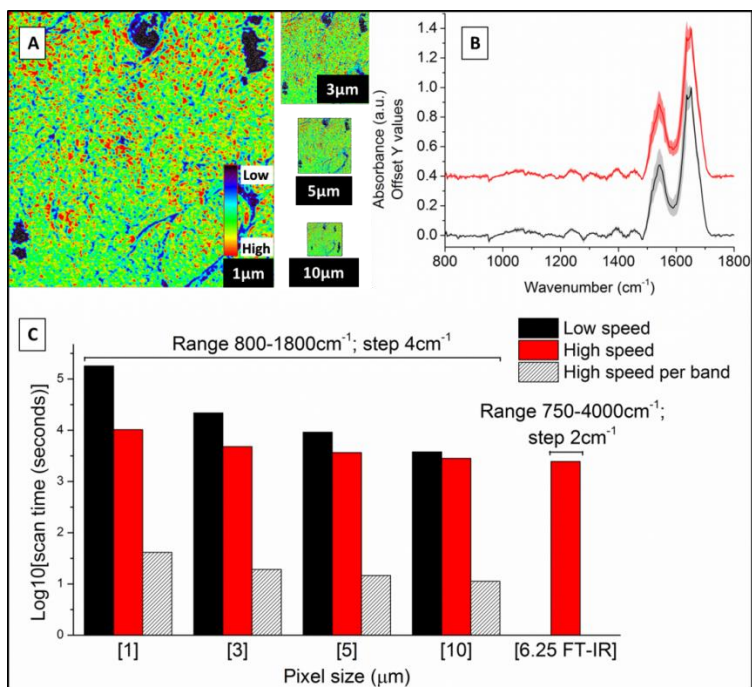 A
Low
High
1µm
3µm
5µm
10µm
B
1.4
1.2
1.0
0.8
0.6
0.4
0.2
0.0
Absorbance (a.u.)
Offset Y values
800 1000 1200 1400 1600 1800
Wavenumber (cm⁻¹)
C
Range 800-1800cm⁻¹; step 4cm⁻¹
Low speed
High speed
High speed per band
Range 750-4000cm⁻¹;
step 2cm⁻¹
Log10[scan time (seconds)]
5
4
3
2
1
0
[1] [3] [5] [10] [6.25 FT-IR]
Pixel size (µm)